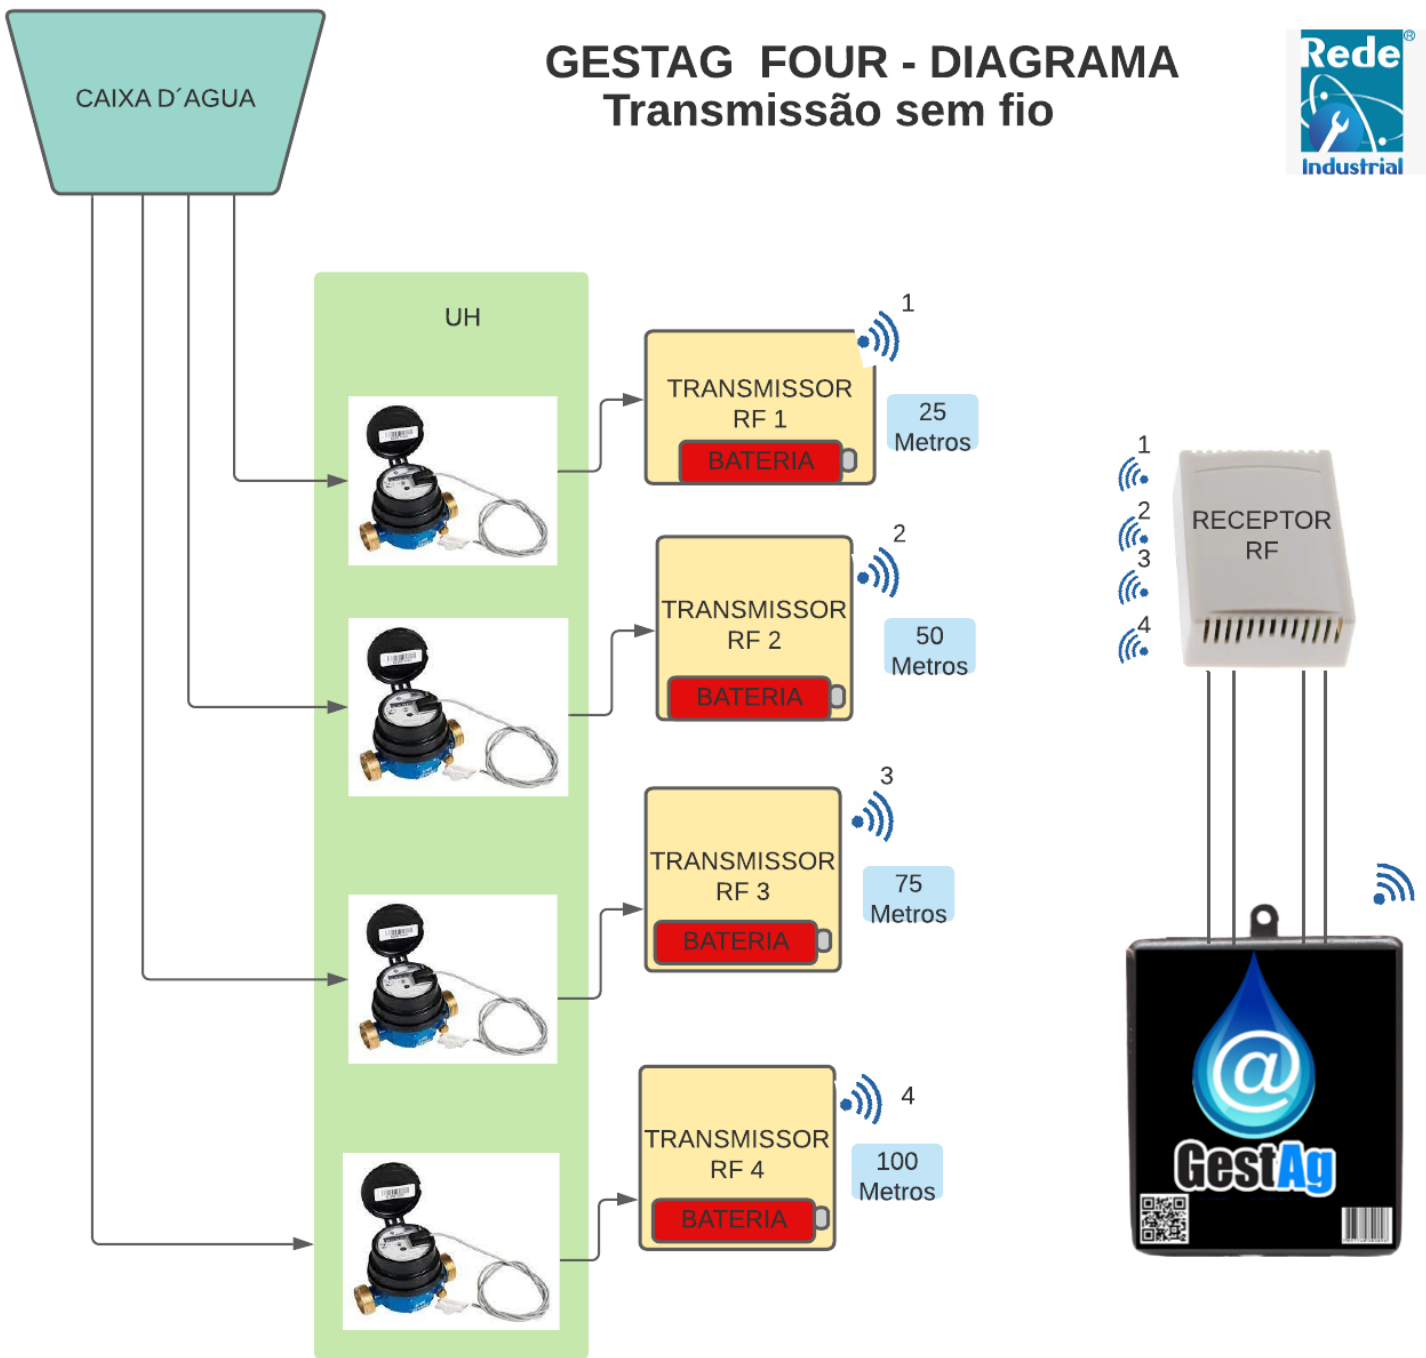 GESTAG FOUR - DIAGRAMA
Transmissão sem fio
Rede®
Industrial
CAIXA D´AGUA
UH
1
TRANSMISSOR
RF 1
BATERIA
25
Metros
2
TRANSMISSOR
RF 2
BATERIA
50
Metros
3
TRANSMISSOR
RF 3
BATERIA
75
Metros
4
TRANSMISSOR
RF 4
BATERIA
100
Metros
1
2
3
4
RECEPTOR
RF
@
GestAg